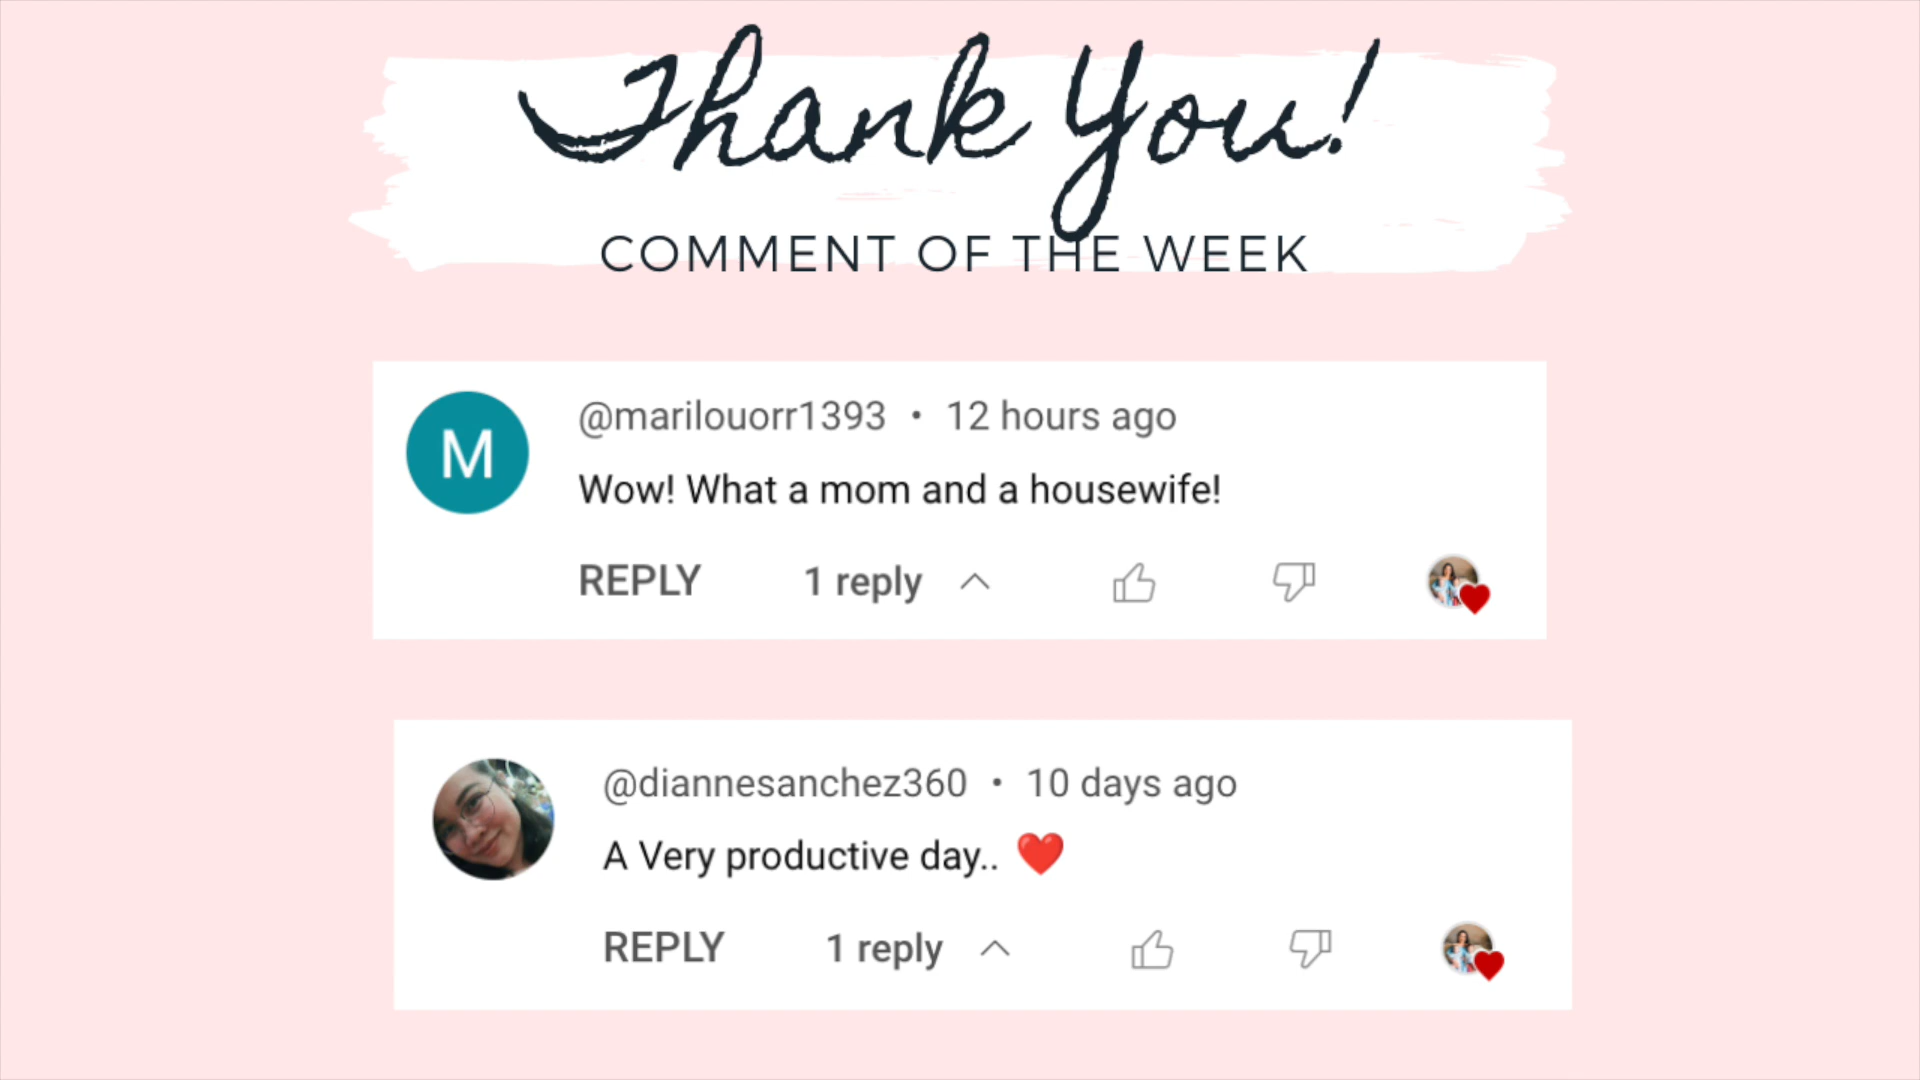 Thank You!
COMMENT OF THE WEEK
M
@marilouorr1393 • 12 hours ago
Wow! What a mom and a housewife!
REPLY 1 reply
@diannesanchez360 • 10 days ago
A Very productive day.. ❤️
REPLY 1 reply